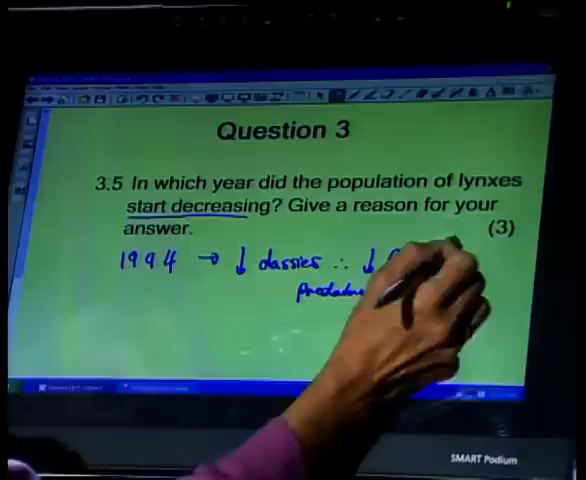 Question 3
3.5 In which year did the population of lynxes
start decreasing? Give a reason for your
answer. (3)
1994 → ↓ dassies ∴ ↓
SMART Podium